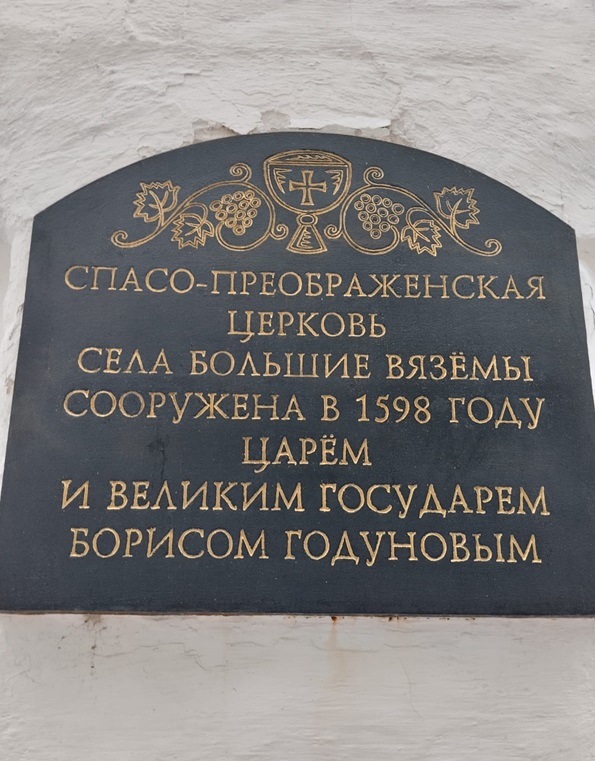 СПАСО-ПРЕОБРАЖЕНСКАЯ
ЦЕРКОВЬ
СЕЛА БОЛЬШИЕ ВЯЗЁМЫ
СООРУЖЕНА В 1598 ГОДУ
ЦАРЁМ
И ВЕЛИКИМ ГОСУДАРЕМ
БОРИСОМ ГОДУНОВЫМ